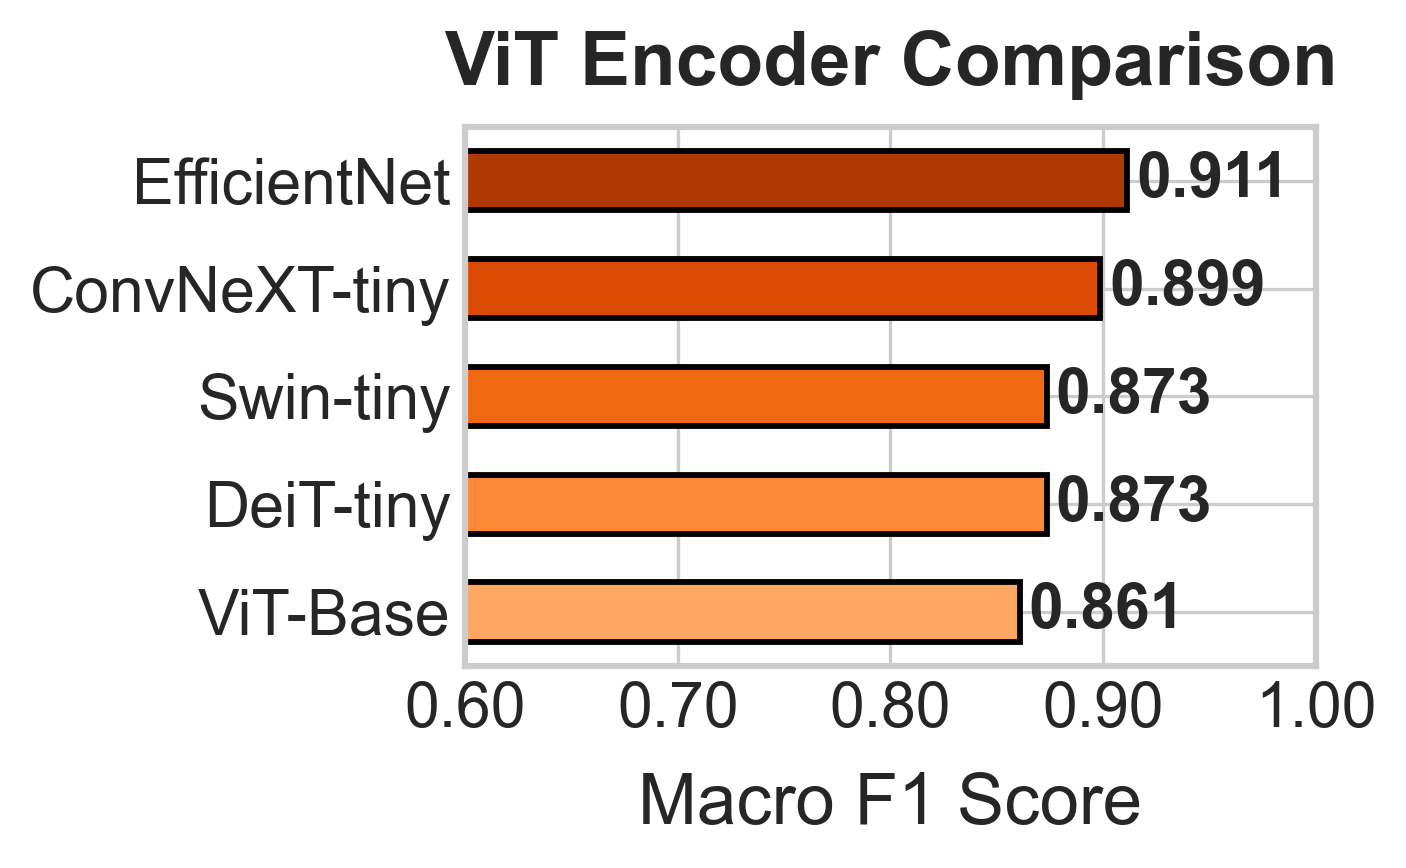 ViT Encoder Comparison
EfficientNet
0.911
ConvNeXT-tiny
0.899
Swin-tiny
0.873
DeiT-tiny
0.873
ViT-Base
0.861
0.60 0.70 0.80 0.90 1.00
Macro F1 Score